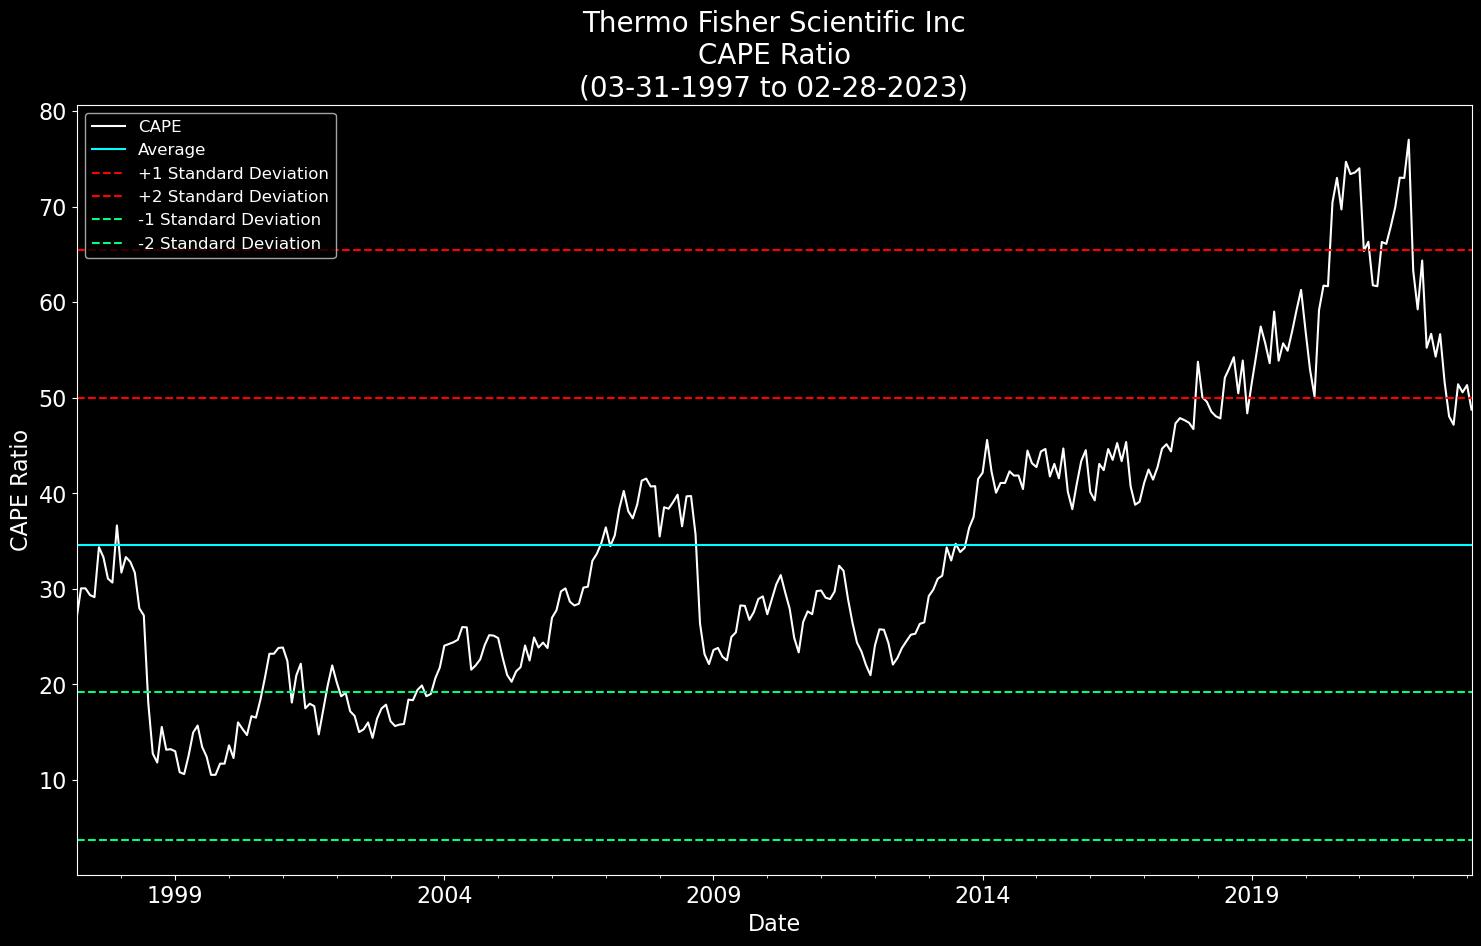 Thermo Fisher Scientific Inc
CAPE Ratio
(03-31-1997 to 02-28-2023)
CAPE
Average
+1 Standard Deviation
+2 Standard Deviation
-1 Standard Deviation
-2 Standard Deviation
80
70
60
50
40
30
20
10
CAPE Ratio
1999 2004 2009 2014 2019
Date